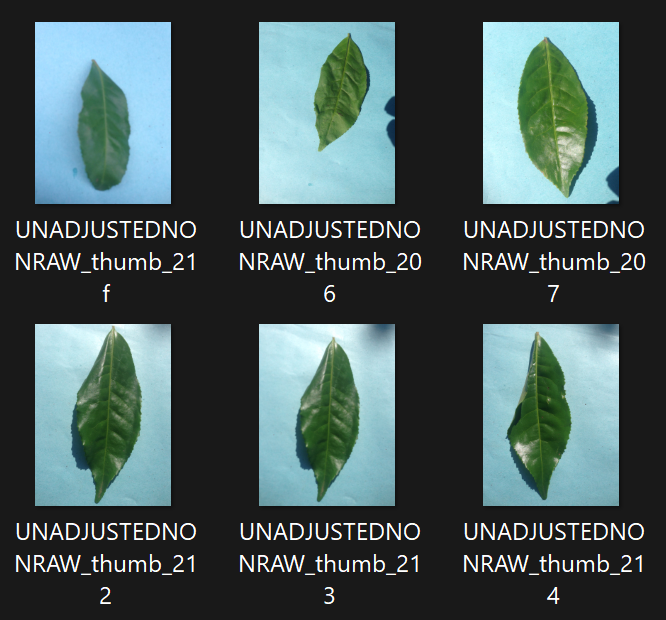 UNADJUSTEDNO
NRAW_thumb_21
f
UNADJUSTEDNO
NRAW_thumb_20
6
UNADJUSTEDNO
NRAW_thumb_20
7
UNADJUSTEDNO
NRAW_thumb_21
2
UNADJUSTEDNO
NRAW_thumb_21
3
UNADJUSTEDNO
NRAW_thumb_21
4